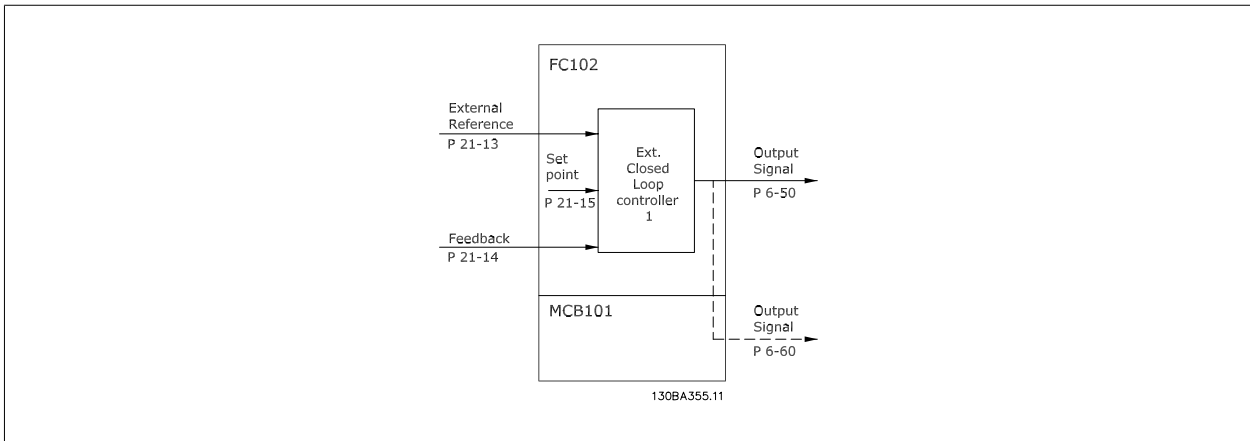 FC102
External
Reference
P 21-13
Set
point
P 21-15
Feedback
P 21-14
Ext.
Closed
Loop
controller
1
Output
Signal
P 6-50
MCB101
Output
Signal
P 6-60
130BA355.11